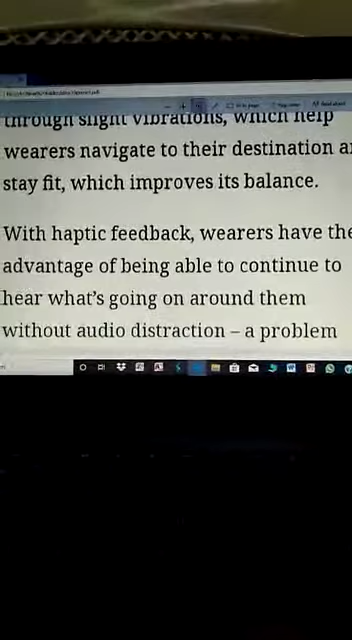 through slight vibrations, which help
wearers navigate to their destination a
stay fit, which improves its balance.
With haptic feedback, wearers have the
advantage of being able to continue to
hear what's going on around them
without audio distraction – a problem